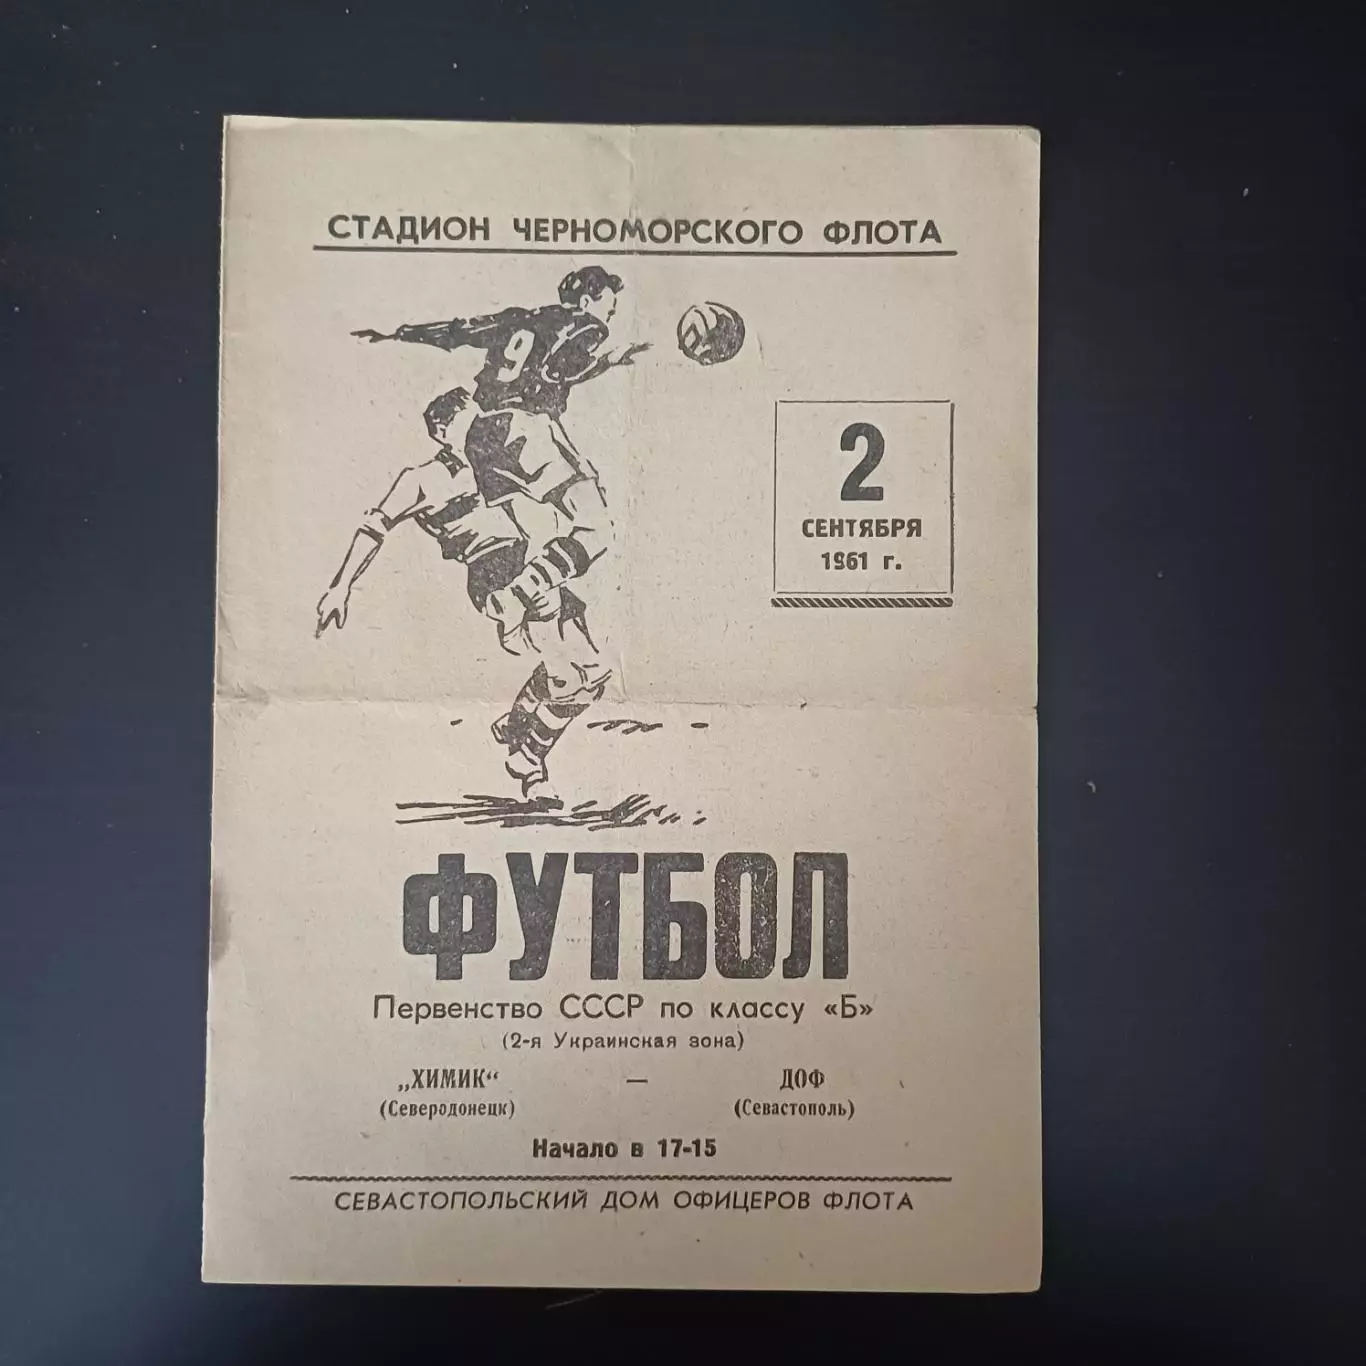 СТАДИОН ЧЕРНОМОРСКОГО ФЛОТА
9
2
СЕНТЯБРЯ
1961 г.
ФУТБОЛ
Первенство СССР по классу «Б»
(2-я Украинская зона)
„ХИМИК“ — ДОФ
(Северодонецк) (Севастополь)
Начало в 17-15
СЕВАСТОПОЛЬСКИЙ ДОМ ОФИЦЕРОВ ФЛОТА